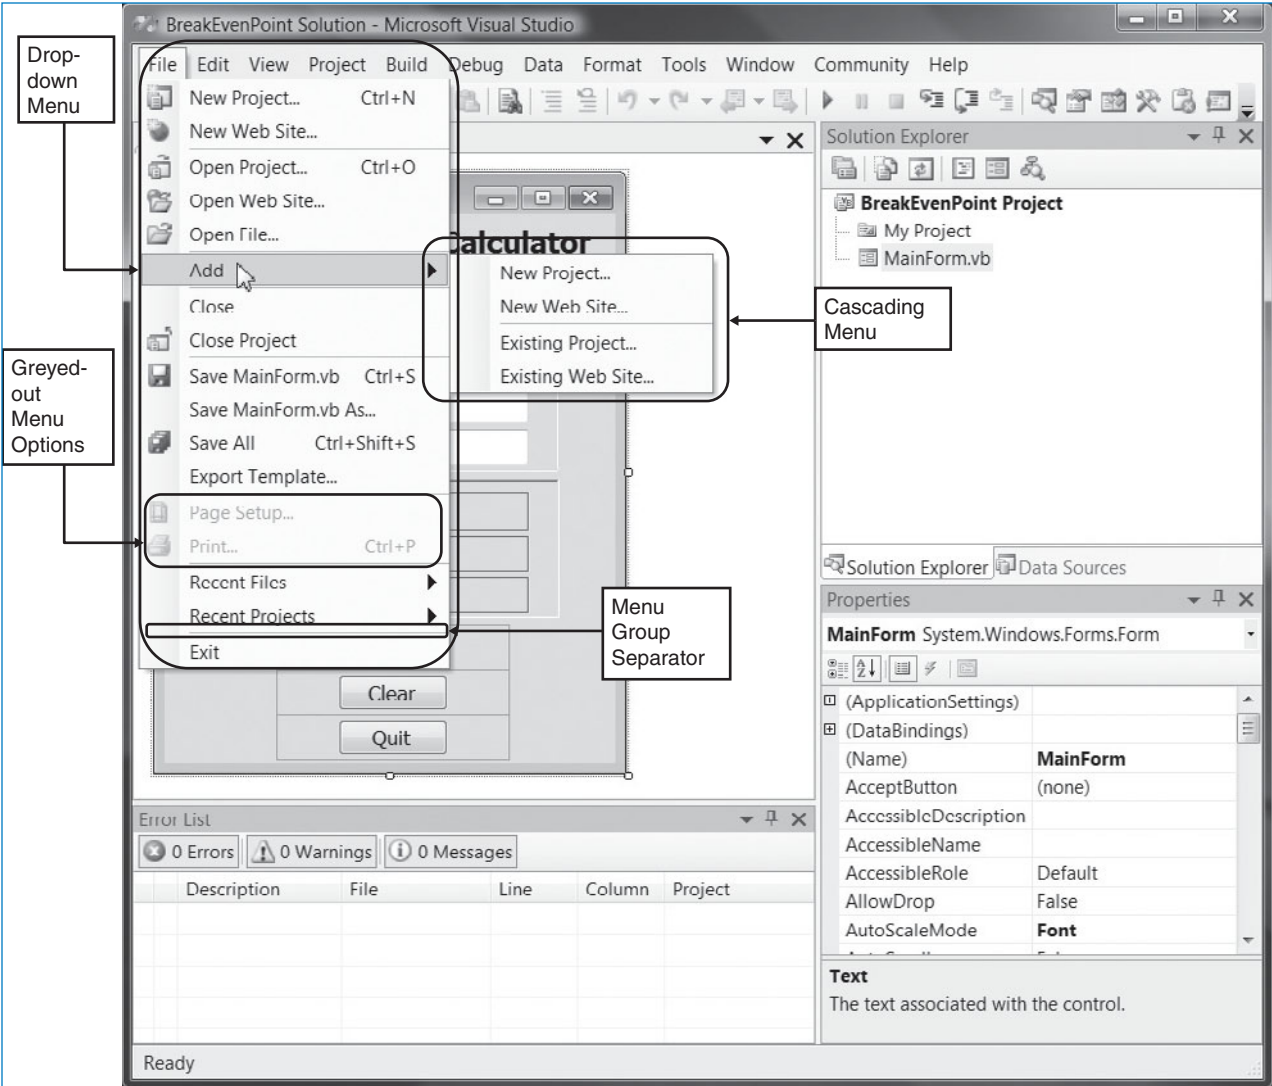 BreakEvenPoint Solution - Microsoft Visual Studio
Drop-
down
Menu
File Edit View Project Build Debug Data Format Tools Window Community Help
New Project... Ctrl+N
New Web Site...
Open Project... Ctrl+O
Open Web Site...
Open File...
Add
Close
Close Project
Save MainForm.vb Ctrl+S
Save MainForm.vb As...
Save All Ctrl+Shift+S
Export Template...
Page Setup...
Print... Ctrl+P
Recent Files
Recent Projects
Exit
Greyed-
out
Menu
Options
Calculator
New Project...
New Web Site...
Existing Project...
Existing Web Site...
Cascading
Menu
Menu
Group
Separator
Clear
Quit
Solution Explorer
BreakEvenPoint Project
My Project
MainForm.vb
Solution Explorer Data Sources
Properties
MainForm System.Windows.Forms.Form
(ApplicationSettings)
(DataBindings)
(Name) MainForm
AcceptButton (none)
AccessibleDescription
AccessibleName
AccessibleRole Default
AllowDrop False
AutoScaleMode Font
Text
The text associated with the control.
Error List
0 Errors 0 Warnings 0 Messages
Description File Line Column Project
Ready